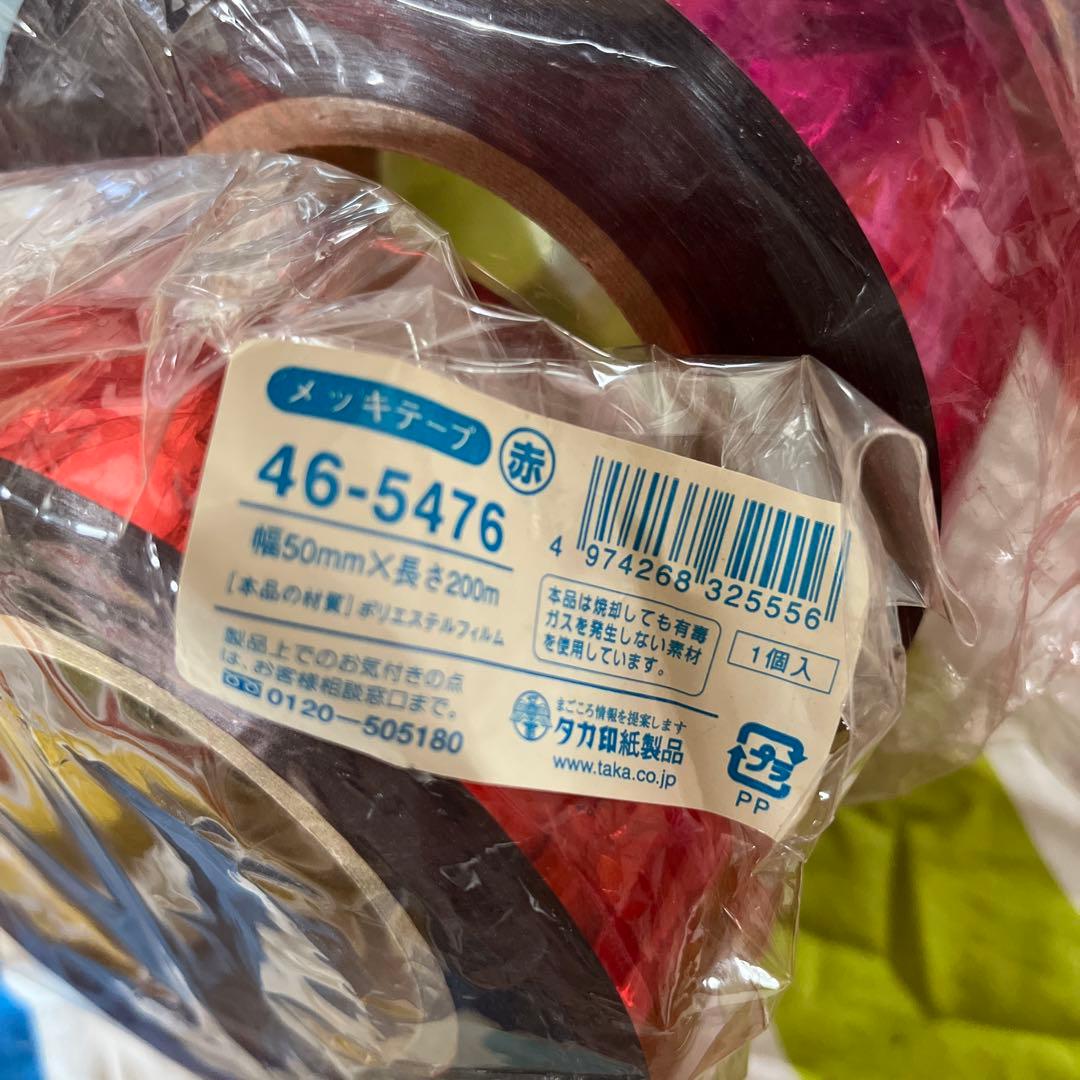 メッキテープ 赤
46-5476
幅50mm×長さ200m
[本品の材質]ポリエステルフィルム
製品上でのお気付きの点
は、お客様相談窓口まで。
0120-505180
4 974268 325556
本品は焼却しても有毒
ガスを発生しない素材
を使用しています。
1個入
まごころ情報を提案します
タカ印紙製品
www.taka.co.jp
プラ
PP